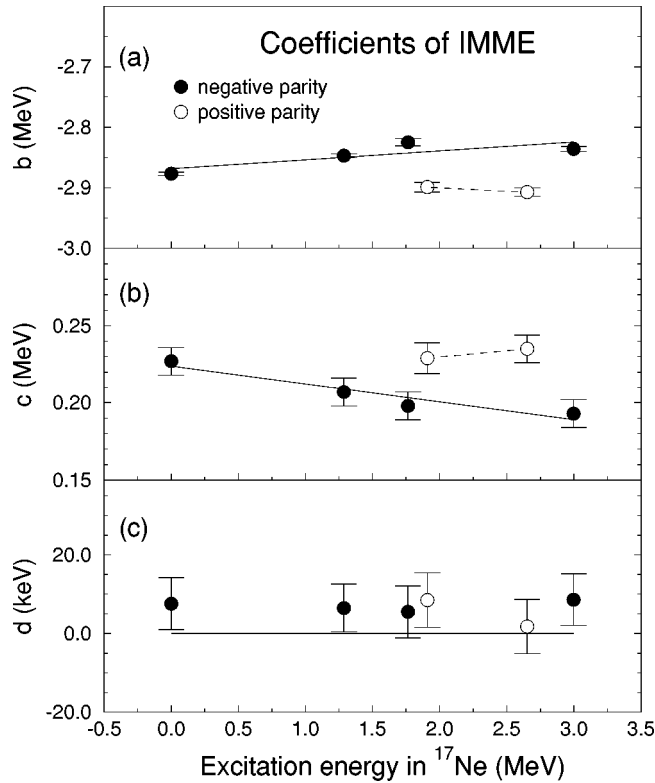 Coefficients of IMME
(a)
negative parity
positive parity
b (MeV)
-2.7
-2.8
-2.9
-3.0
(b)
c (MeV)
0.25
0.20
0.15
(c)
d (keV)
20.0
0.0
-20.0
-0.5 0.0 0.5 1.0 1.5 2.0 2.5 3.0 3.5
Excitation energy in ¹⁷Ne (MeV)